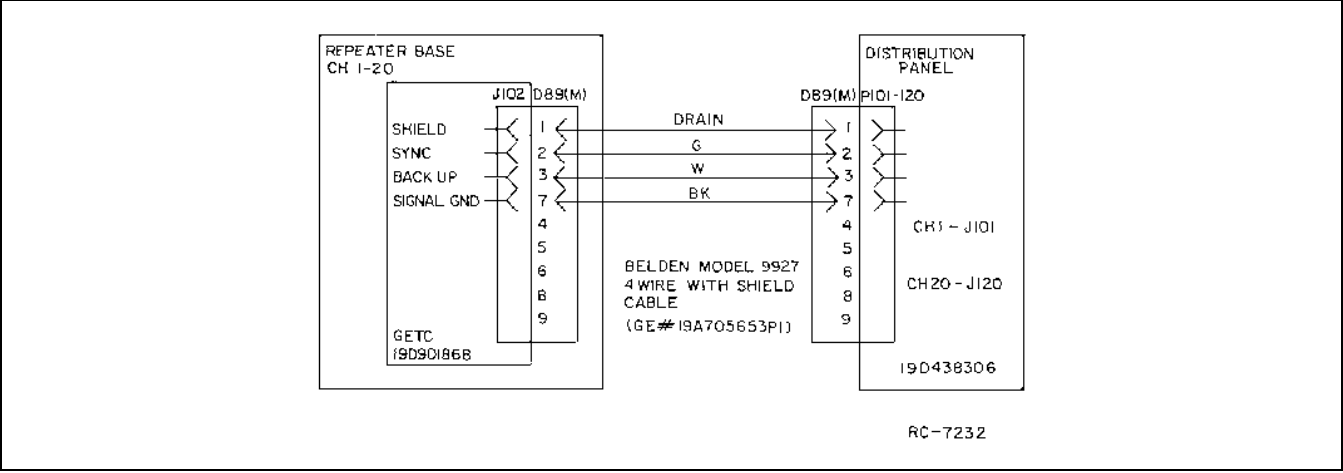 REPEATER BASE
CH 1-20
J102 DB9(M)
SHIELD 1
SYNC 2
BACK UP 3
SIGNAL GND 7
4
5
6
8
9
GETC
19D901868
DRAIN
G
W
BK
BELDEN MODEL 9927
4 WIRE WITH SHIELD
CABLE
(GE#19A705653P1)
DISTRIBUTION
PANEL
DB9(M) P101-120
1
2
3
7
4
5
6
8
9
CH1 - J101
CH20 - J120
19D438306
RC-7232